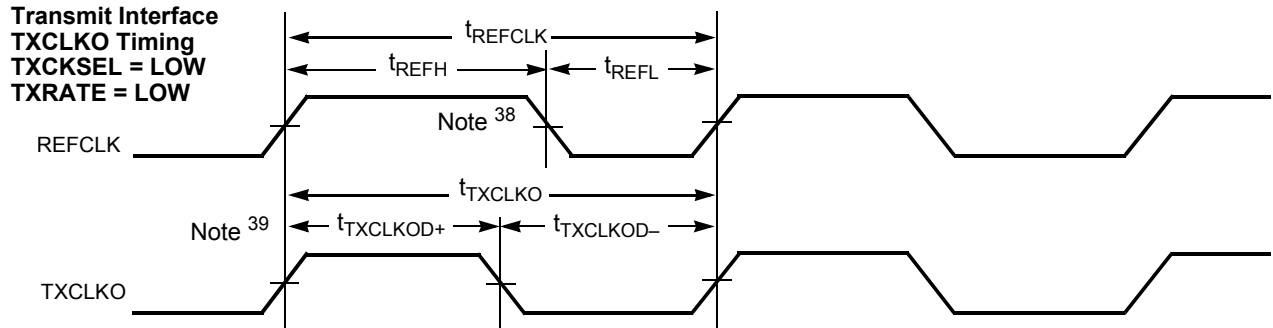 Transmit Interface
TXCLKO Timing
TXCKSEL = LOW
TXRATE = LOW
tREFCLK
tREFH
tREFL
Note 38
REFCLK
tTXCLKO
Note 39
tTXCLKOD+
tTXCLKOD–
TXCLKO